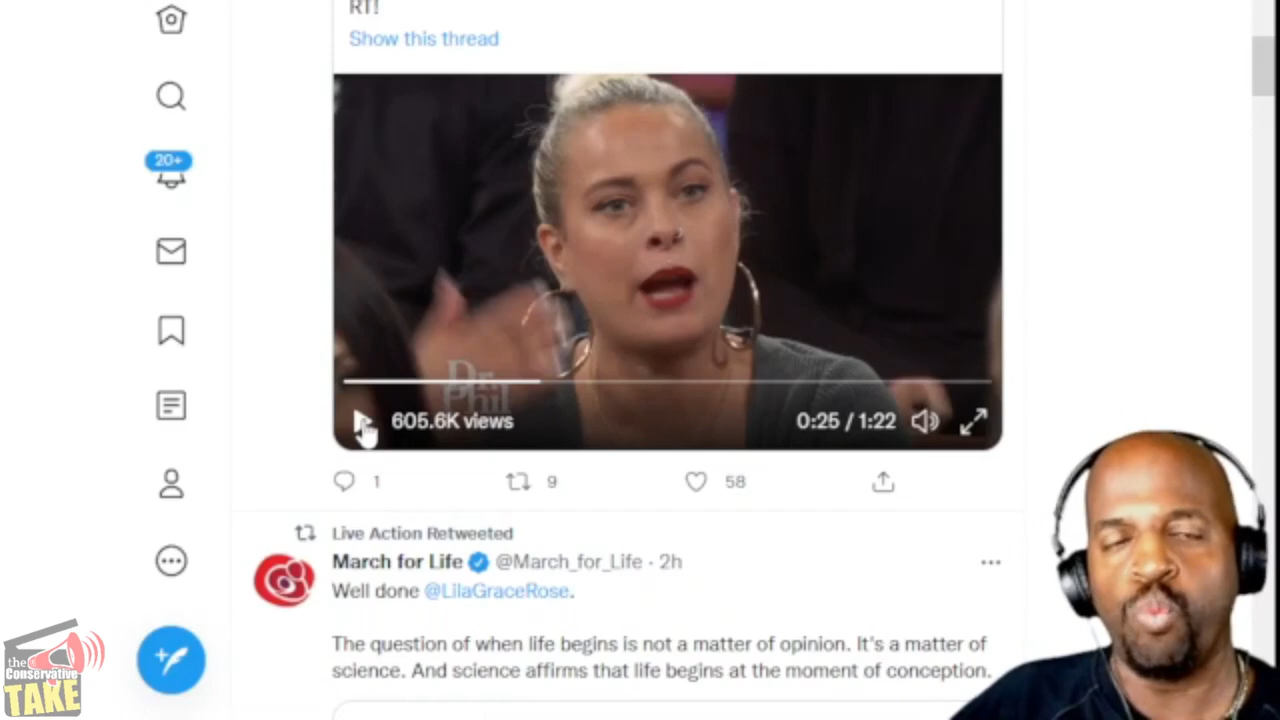 RT!
Show this thread
20+
Dr.
Phil
605.6K views
0:25 / 1:22
1
9
58
Live Action Retweeted
March for Life @March_for_Life · 2h
Well done @LilaGraceRose.
The question of when life begins is not a matter of opinion. It's a matter of
science. And science affirms that life begins at the moment of conception.
the
Conservative
TAKE